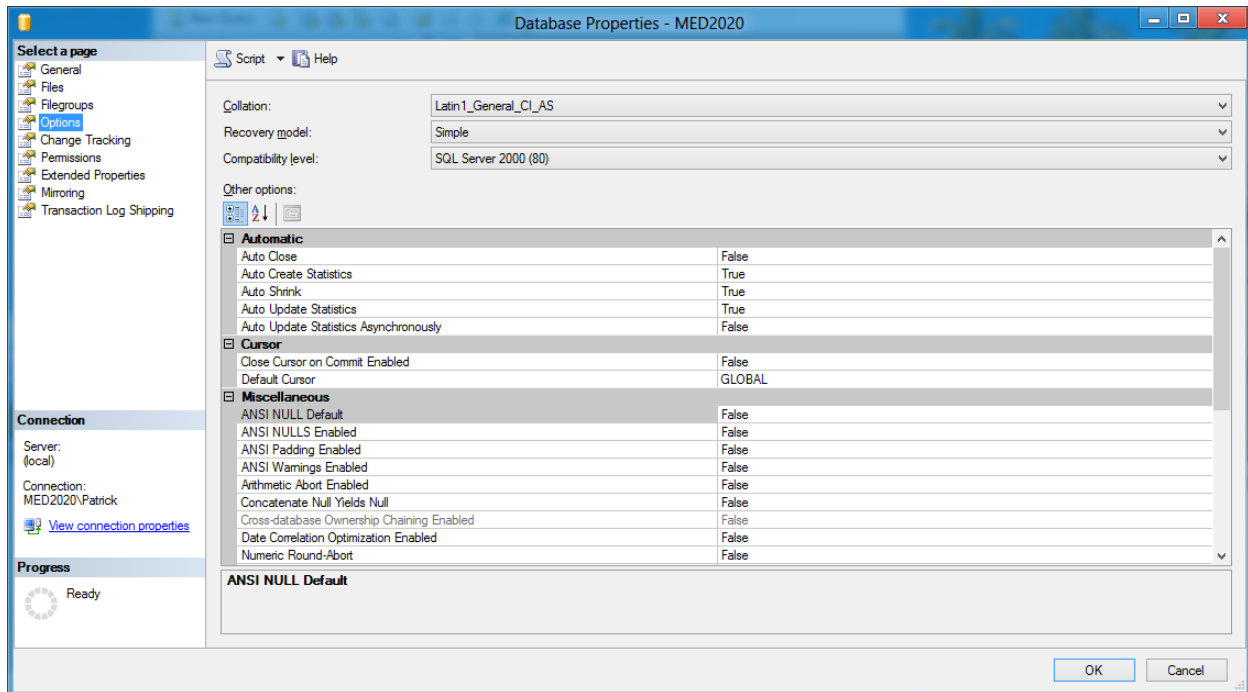 Database Properties - MED2020
Select a page
General
Files
Filegroups
Options
Change Tracking
Permissions
Extended Properties
Mirroring
Transaction Log Shipping
Connection
Server:
(local)
Connection:
MED2020\Patrick
View connection properties
Progress
Ready
Script Help
Collation: Latin1_General_CI_AS
Recovery model: Simple
Compatibility level: SQL Server 2000 (80)
Other options:
Automatic
Auto Close False
Auto Create Statistics True
Auto Shrink True
Auto Update Statistics True
Auto Update Statistics Asynchronously False
Cursor
Close Cursor on Commit Enabled False
Default Cursor GLOBAL
Miscellaneous
ANSI NULL Default False
ANSI NULLS Enabled False
ANSI Padding Enabled False
ANSI Warnings Enabled False
Arithmetic Abort Enabled False
Concatenate Null Yields Null False
Cross-database Ownership Chaining Enabled False
Date Correlation Optimization Enabled False
Numeric Round-Abort False
ANSI NULL Default
OK Cancel